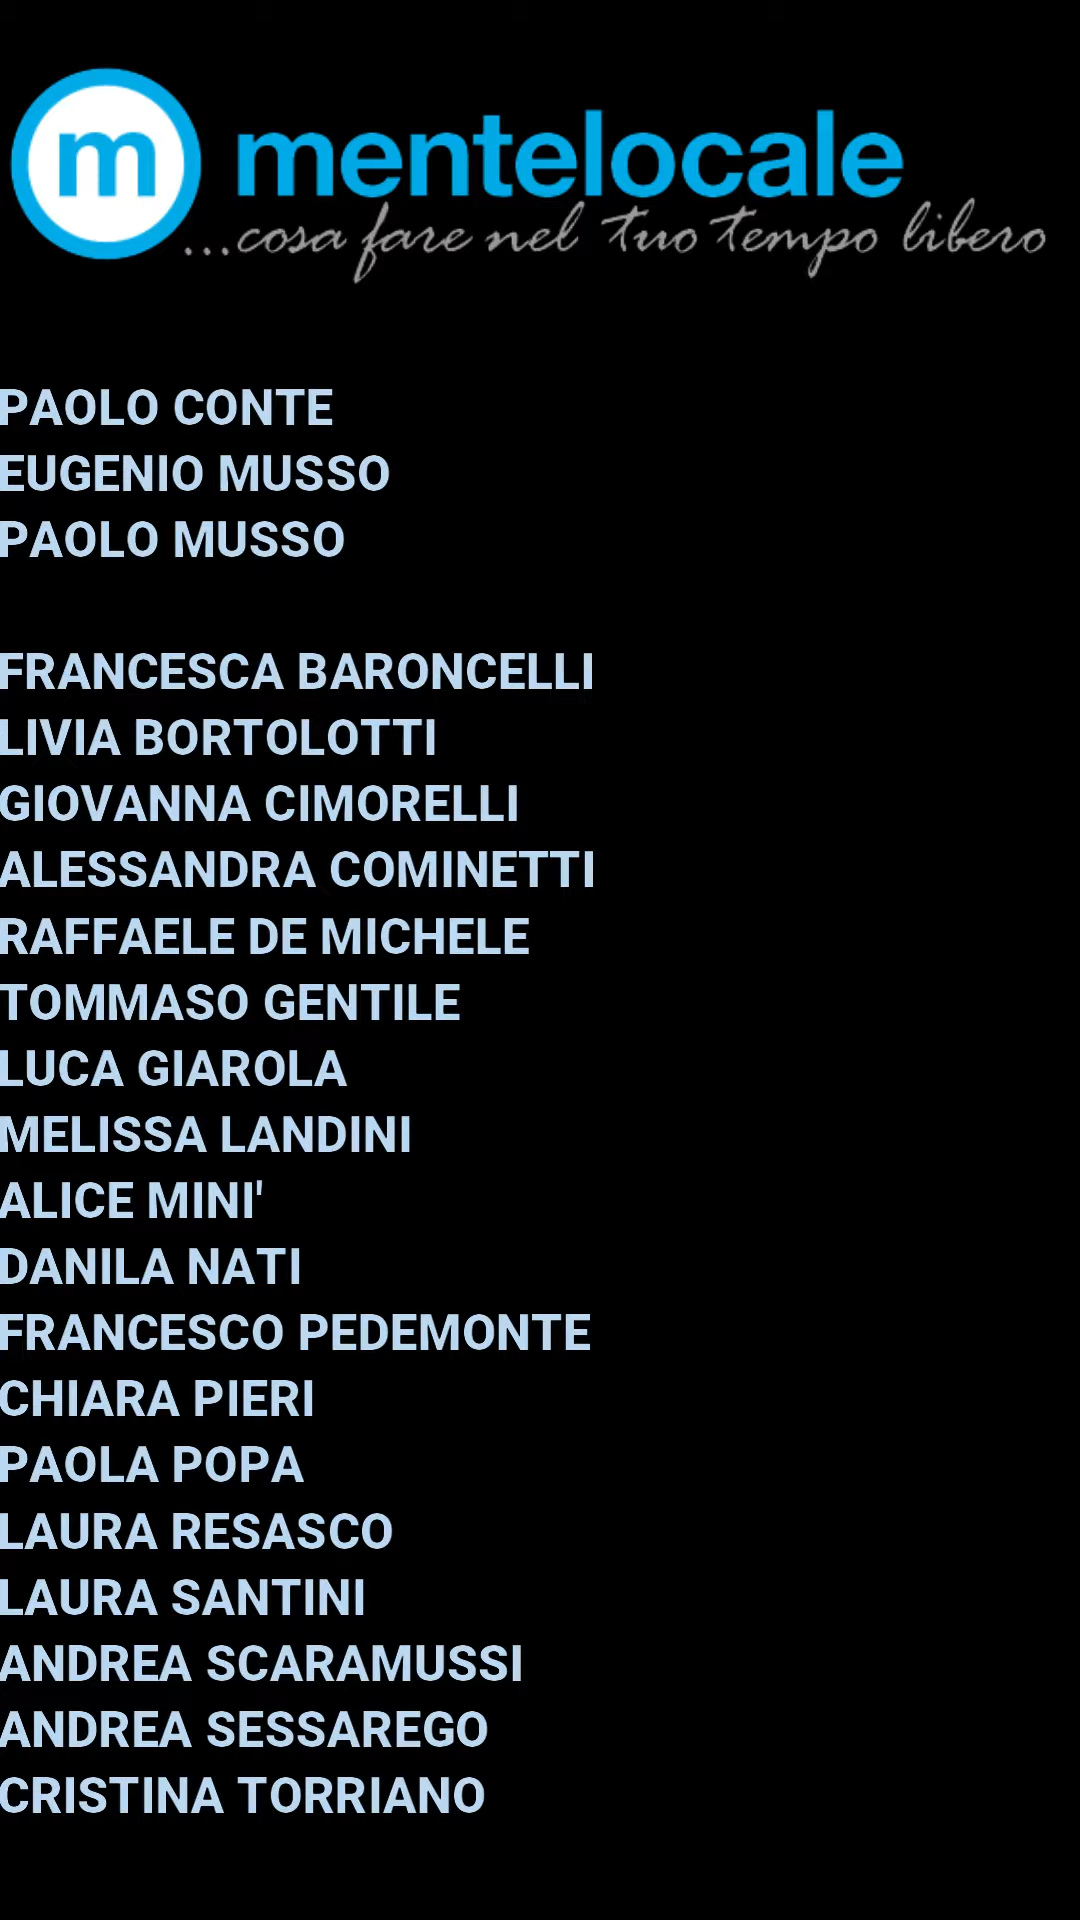 m mentelocale
...cosa fare nel tuo tempo libero
PAOLO CONTE
EUGENIO MUSSO
PAOLO MUSSO
FRANCESCA BARONCELLI
LIVIA BORTOLOTTI
GIOVANNA CIMORELLI
ALESSANDRA COMINETTI
RAFFAELE DE MICHELE
TOMMASO GENTILE
LUCA GIAROLA
MELISSA LANDINI
ALICE MINI'
DANILA NATI
FRANCESCO PEDEMONTE
CHIARA PIERI
PAOLA POPA
LAURA RESASCO
LAURA SANTINI
ANDREA SCARAMUSSI
ANDREA SESSAREGO
CRISTINA TORRIANO